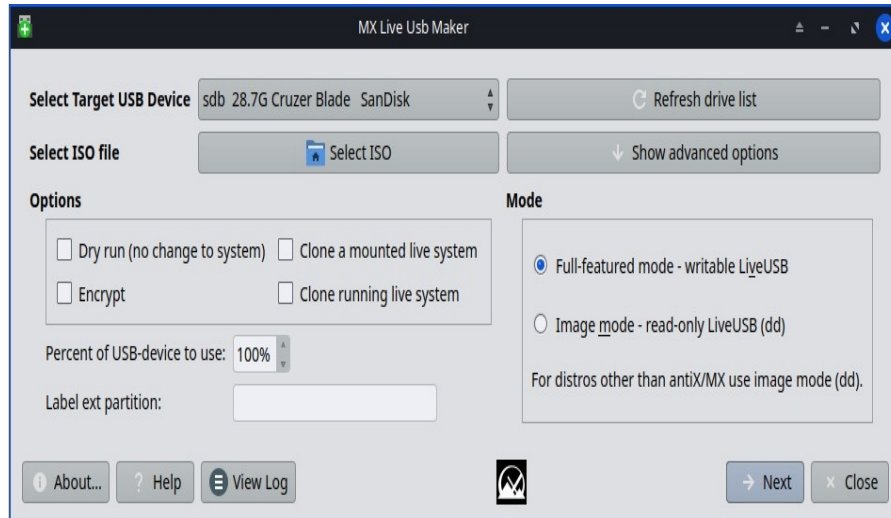 MX Live Usb Maker
Select Target USB Device sdb 28.7G Cruzer Blade SanDisk Refresh drive list
Select ISO file Select ISO Show advanced options
Options Mode
Dry run (no change to system) Clone a mounted live system
Encrypt Clone running live system
Full-featured mode - writable LiveUSB
Image mode - read-only LiveUSB (dd)
For distros other than antiX/MX use image mode (dd).
Percent of USB-device to use: 100%
Label ext partition:
About... Help View Log Next Close